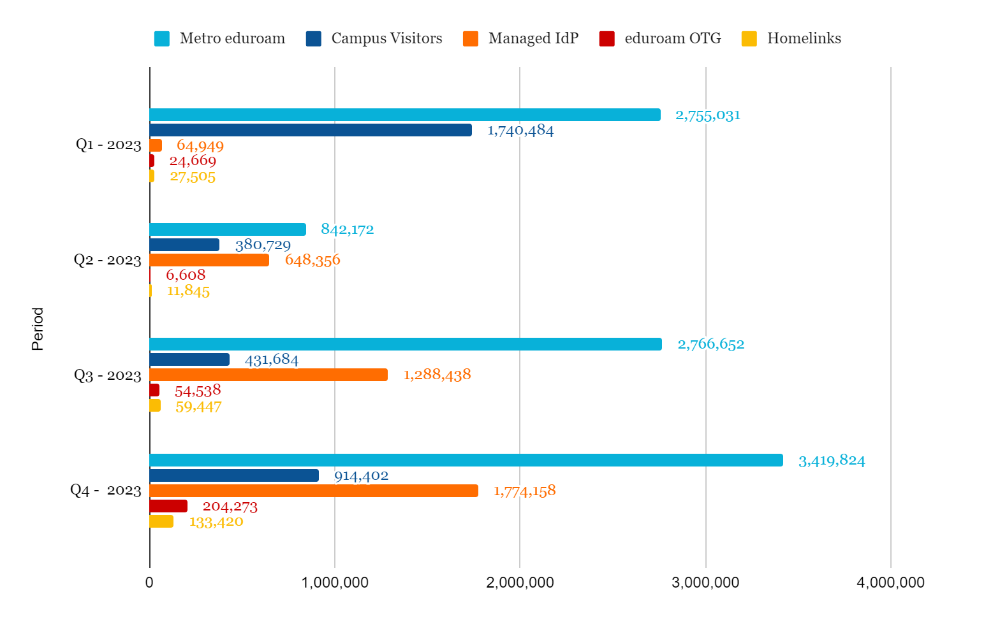 Metro eduroam Campus Visitors Managed IdP eduroam OTG Homelinks
2,755,031
1,740,484
Q1 - 2023
64,949
24,669
27,505
842,172
380,729
Q2 - 2023
648,356
6,608
11,845
Period
2,766,652
431,684
Q3 - 2023
1,288,438
54,538
59,447
3,419,824
914,402
Q4 - 2023
1,774,158
204,273
133,420
0 1,000,000 2,000,000 3,000,000 4,000,000